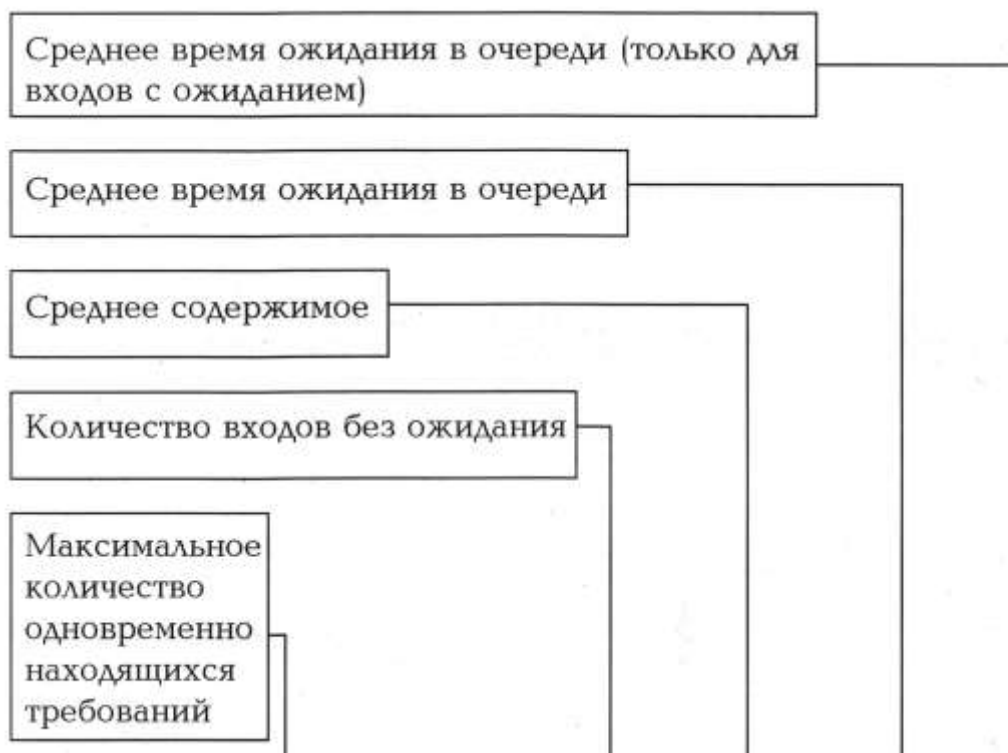 Среднее время ожидания в очереди (только для
входов с ожиданием)
Среднее время ожидания в очереди
Среднее содержимое
Количество входов без ожидания
Максимальное
количество
одновременно
находящихся
требований